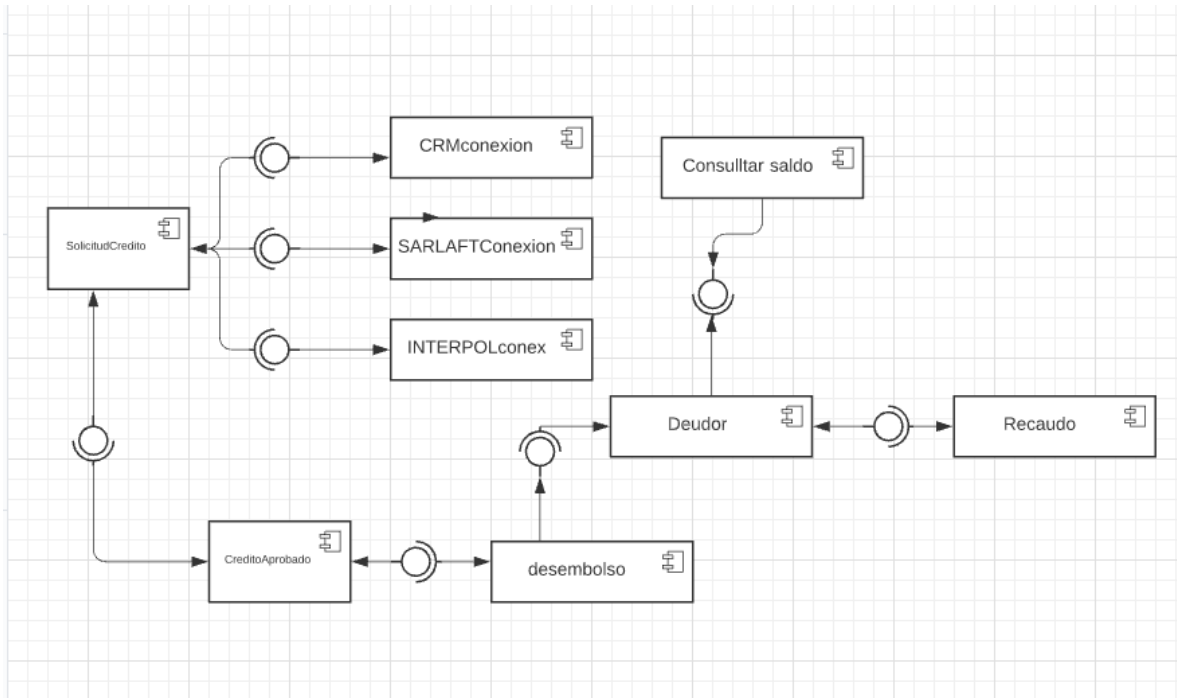 CRMconexion
Consulltar saldo
SolicitudCredito
SARLAFTConexion
INTERPOLconex
Deudor
Recaudo
CreditoAprobado
desembolso